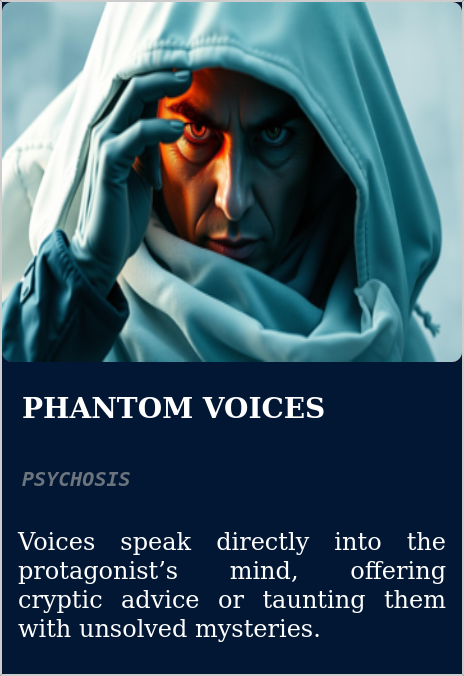 PHANTOM VOICES
PSYCHOSIS
Voices speak directly into the
protagonist’s mind, offering
cryptic advice or taunting them
with unsolved mysteries.